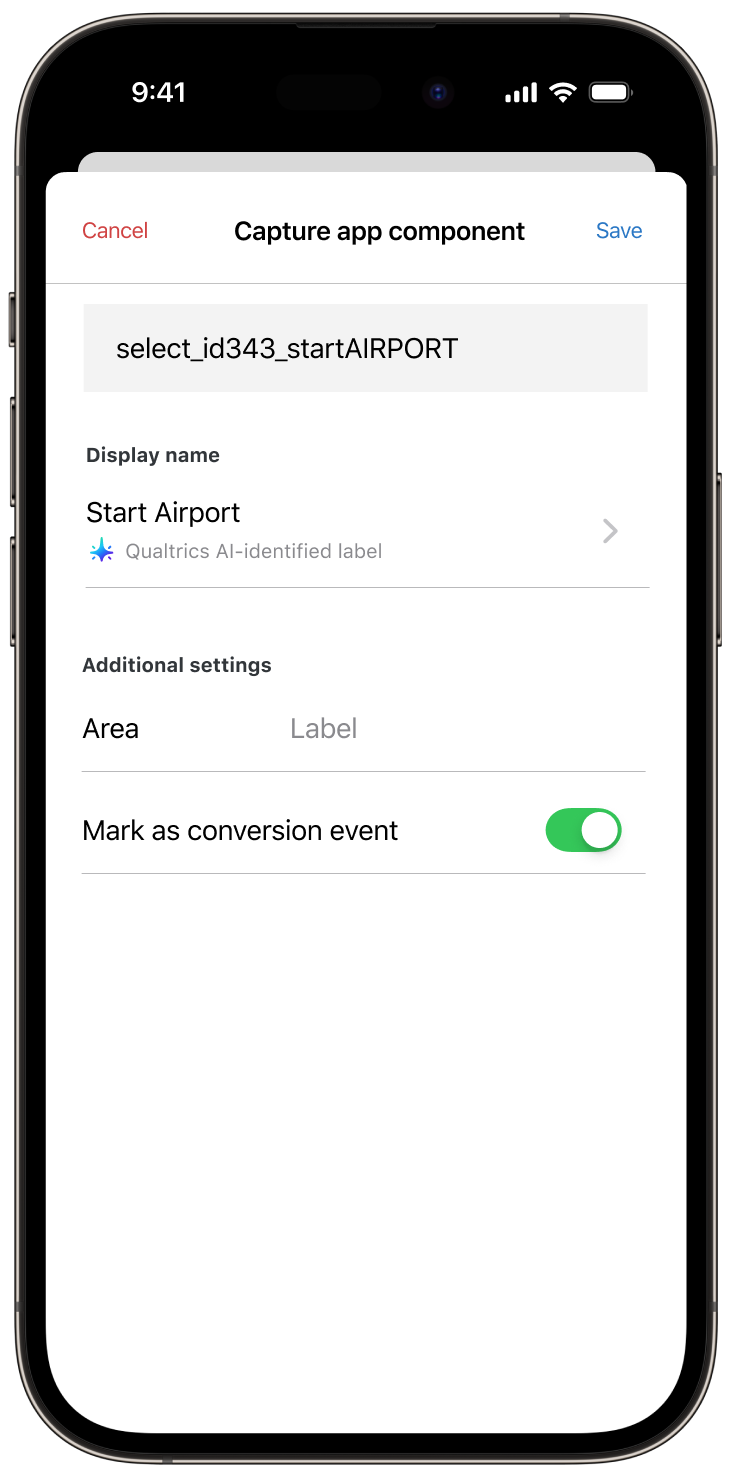 9:41
Cancel Capture app component Save
select_id343_startAIRPORT
Display name
Start Airport
Qualtrics AI-identified label
Additional settings
Area Label
Mark as conversion event